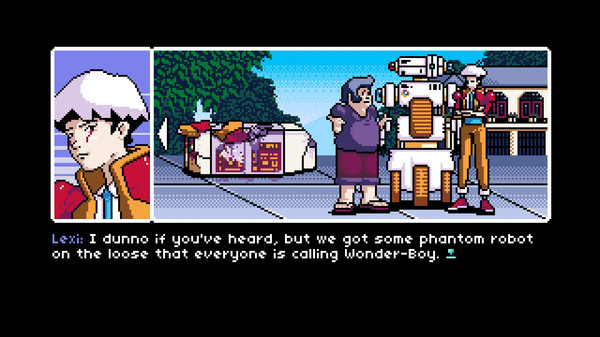 Lexi: I dunno if you've heard, but we got some phantom robot
on the loose that everyone is calling Wonder-Boy.